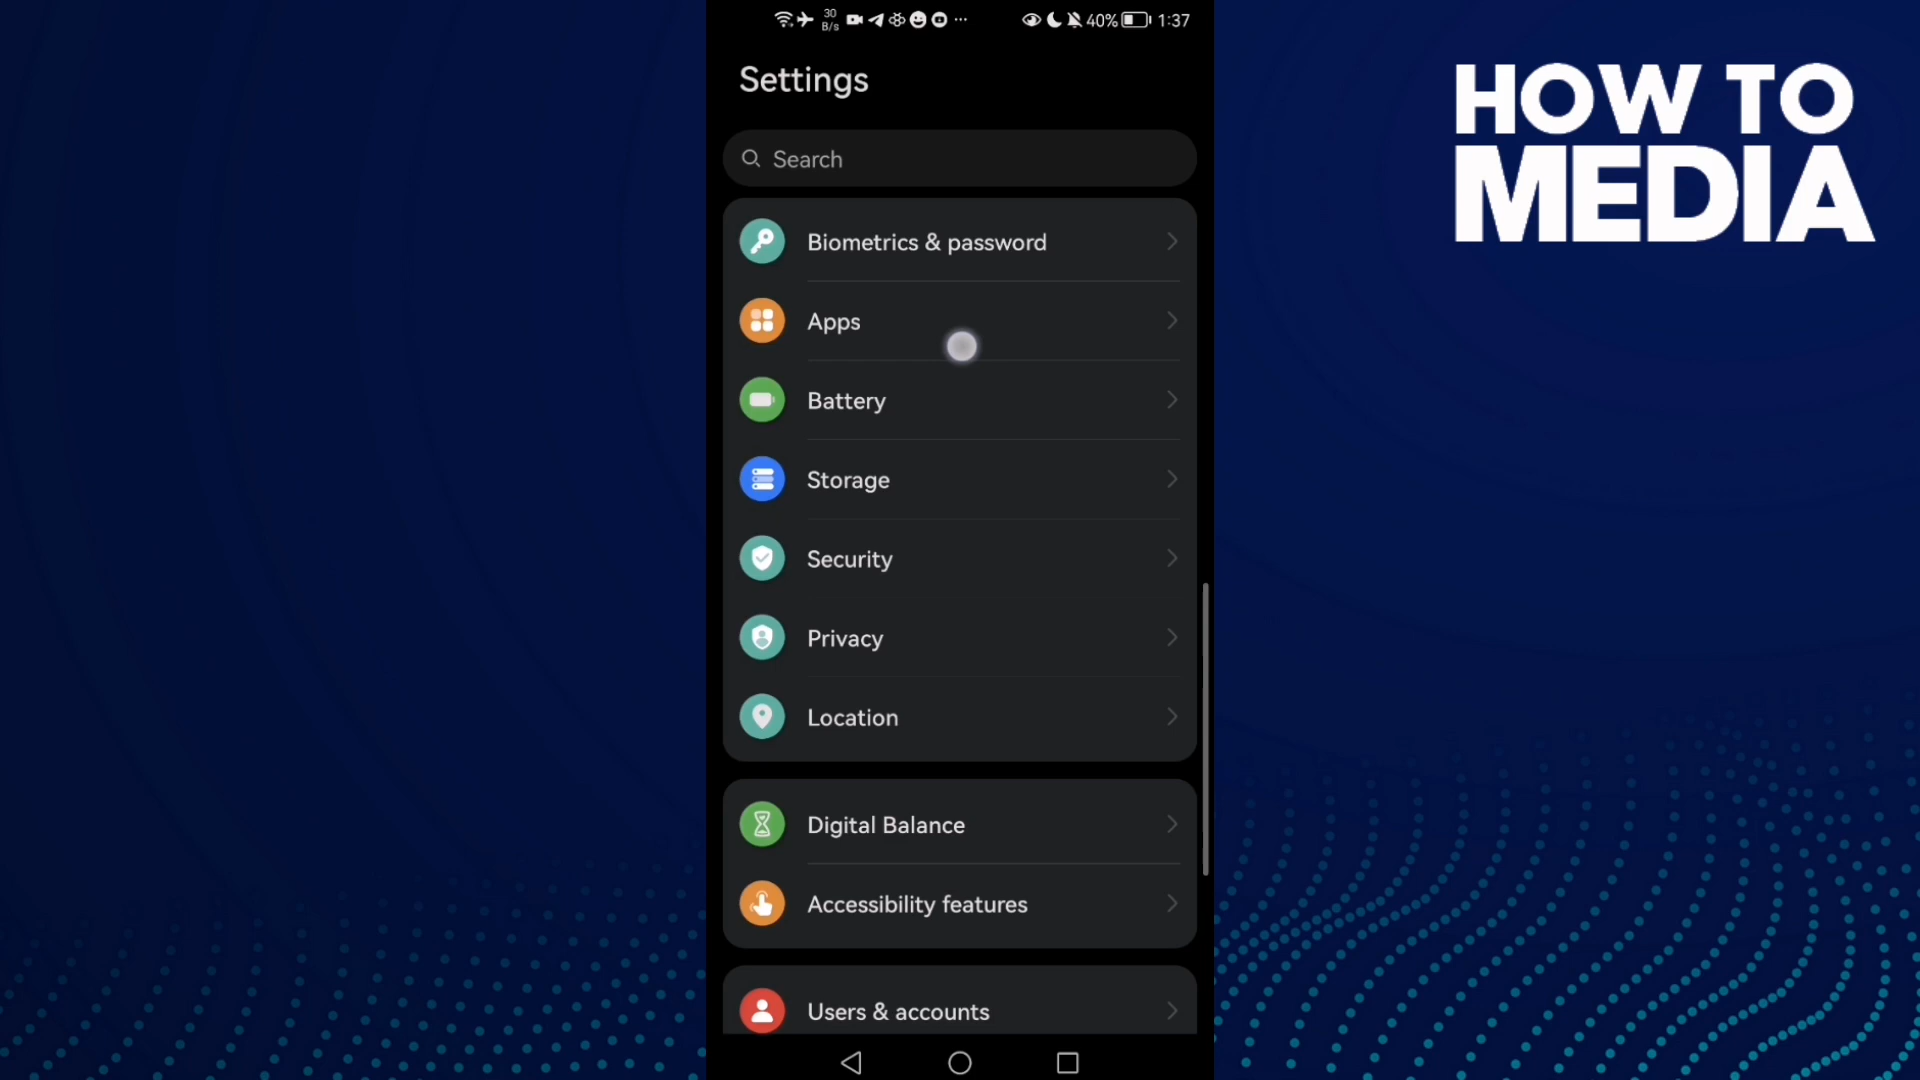 30
B/s
40%
1:37
Settings
HOW TO
MEDIA
Search
Biometrics & password
Apps
Battery
Storage
Security
Privacy
Location
Digital Balance
Accessibility features
Users & accounts